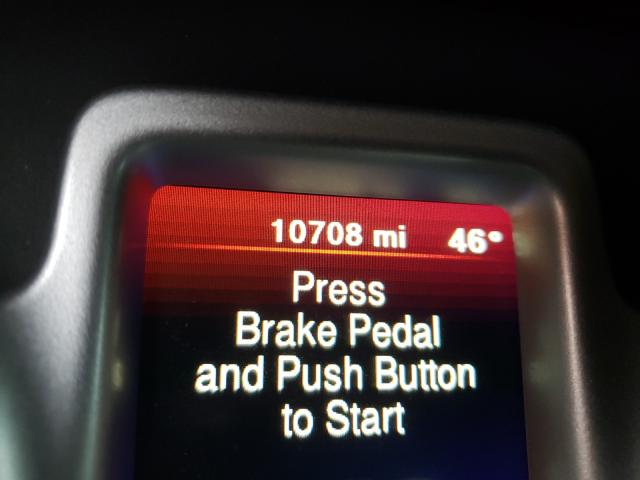 10708 mi 46°
Press
Brake Pedal
and Push Button
to Start